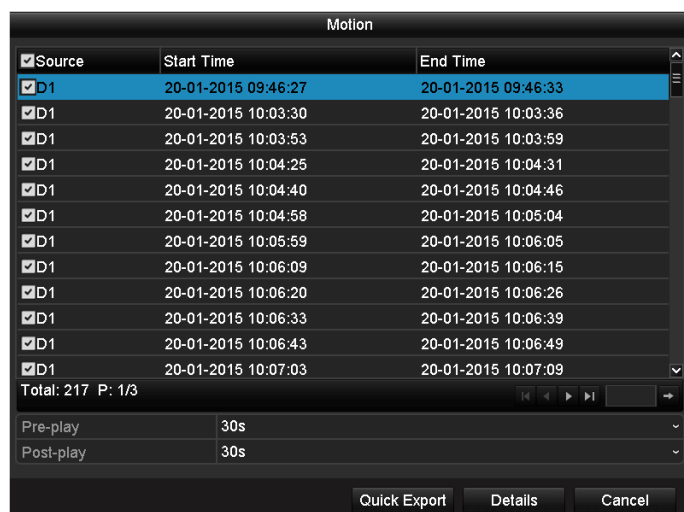 Motion
Source Start Time End Time
D1 20-01-2015 09:46:27 20-01-2015 09:46:33
D1 20-01-2015 10:03:30 20-01-2015 10:03:36
D1 20-01-2015 10:03:53 20-01-2015 10:03:59
D1 20-01-2015 10:04:25 20-01-2015 10:04:31
D1 20-01-2015 10:04:40 20-01-2015 10:04:46
D1 20-01-2015 10:04:58 20-01-2015 10:05:04
D1 20-01-2015 10:05:59 20-01-2015 10:06:05
D1 20-01-2015 10:06:09 20-01-2015 10:06:15
D1 20-01-2015 10:06:20 20-01-2015 10:06:26
D1 20-01-2015 10:06:33 20-01-2015 10:06:39
D1 20-01-2015 10:06:43 20-01-2015 10:06:49
D1 20-01-2015 10:07:03 20-01-2015 10:07:09
Total: 217 P: 1/3
Pre-play 30s
Post-play 30s
Quick Export Details Cancel